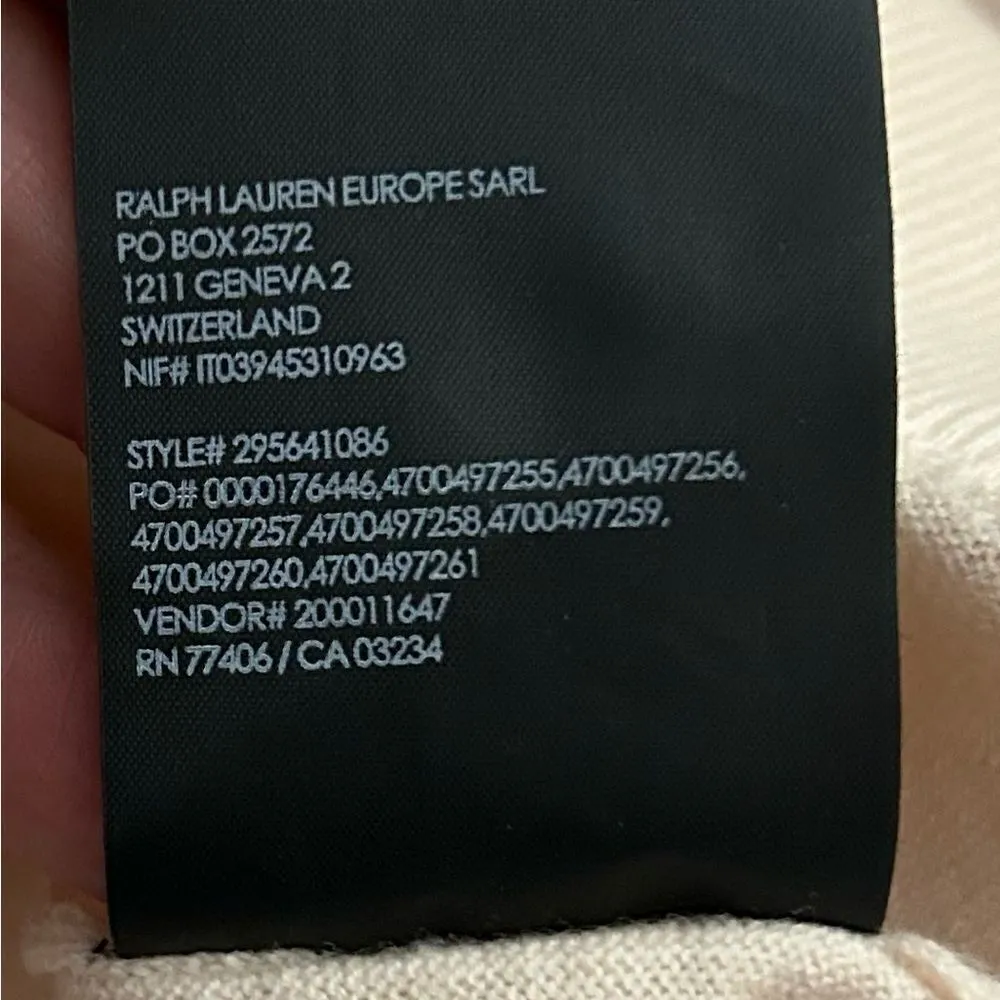 RALPH LAUREN EUROPE SARL
PO BOX 2572
1211 GENEVA 2
SWITZERLAND
NIF# IT03945310963
STYLE# 295641086
PO# 0000176446,4700497255,4700497256,
4700497257,4700497258,4700497259,
4700497260,4700497261
VENDOR# 200011647
RN 77406 / CA 03234